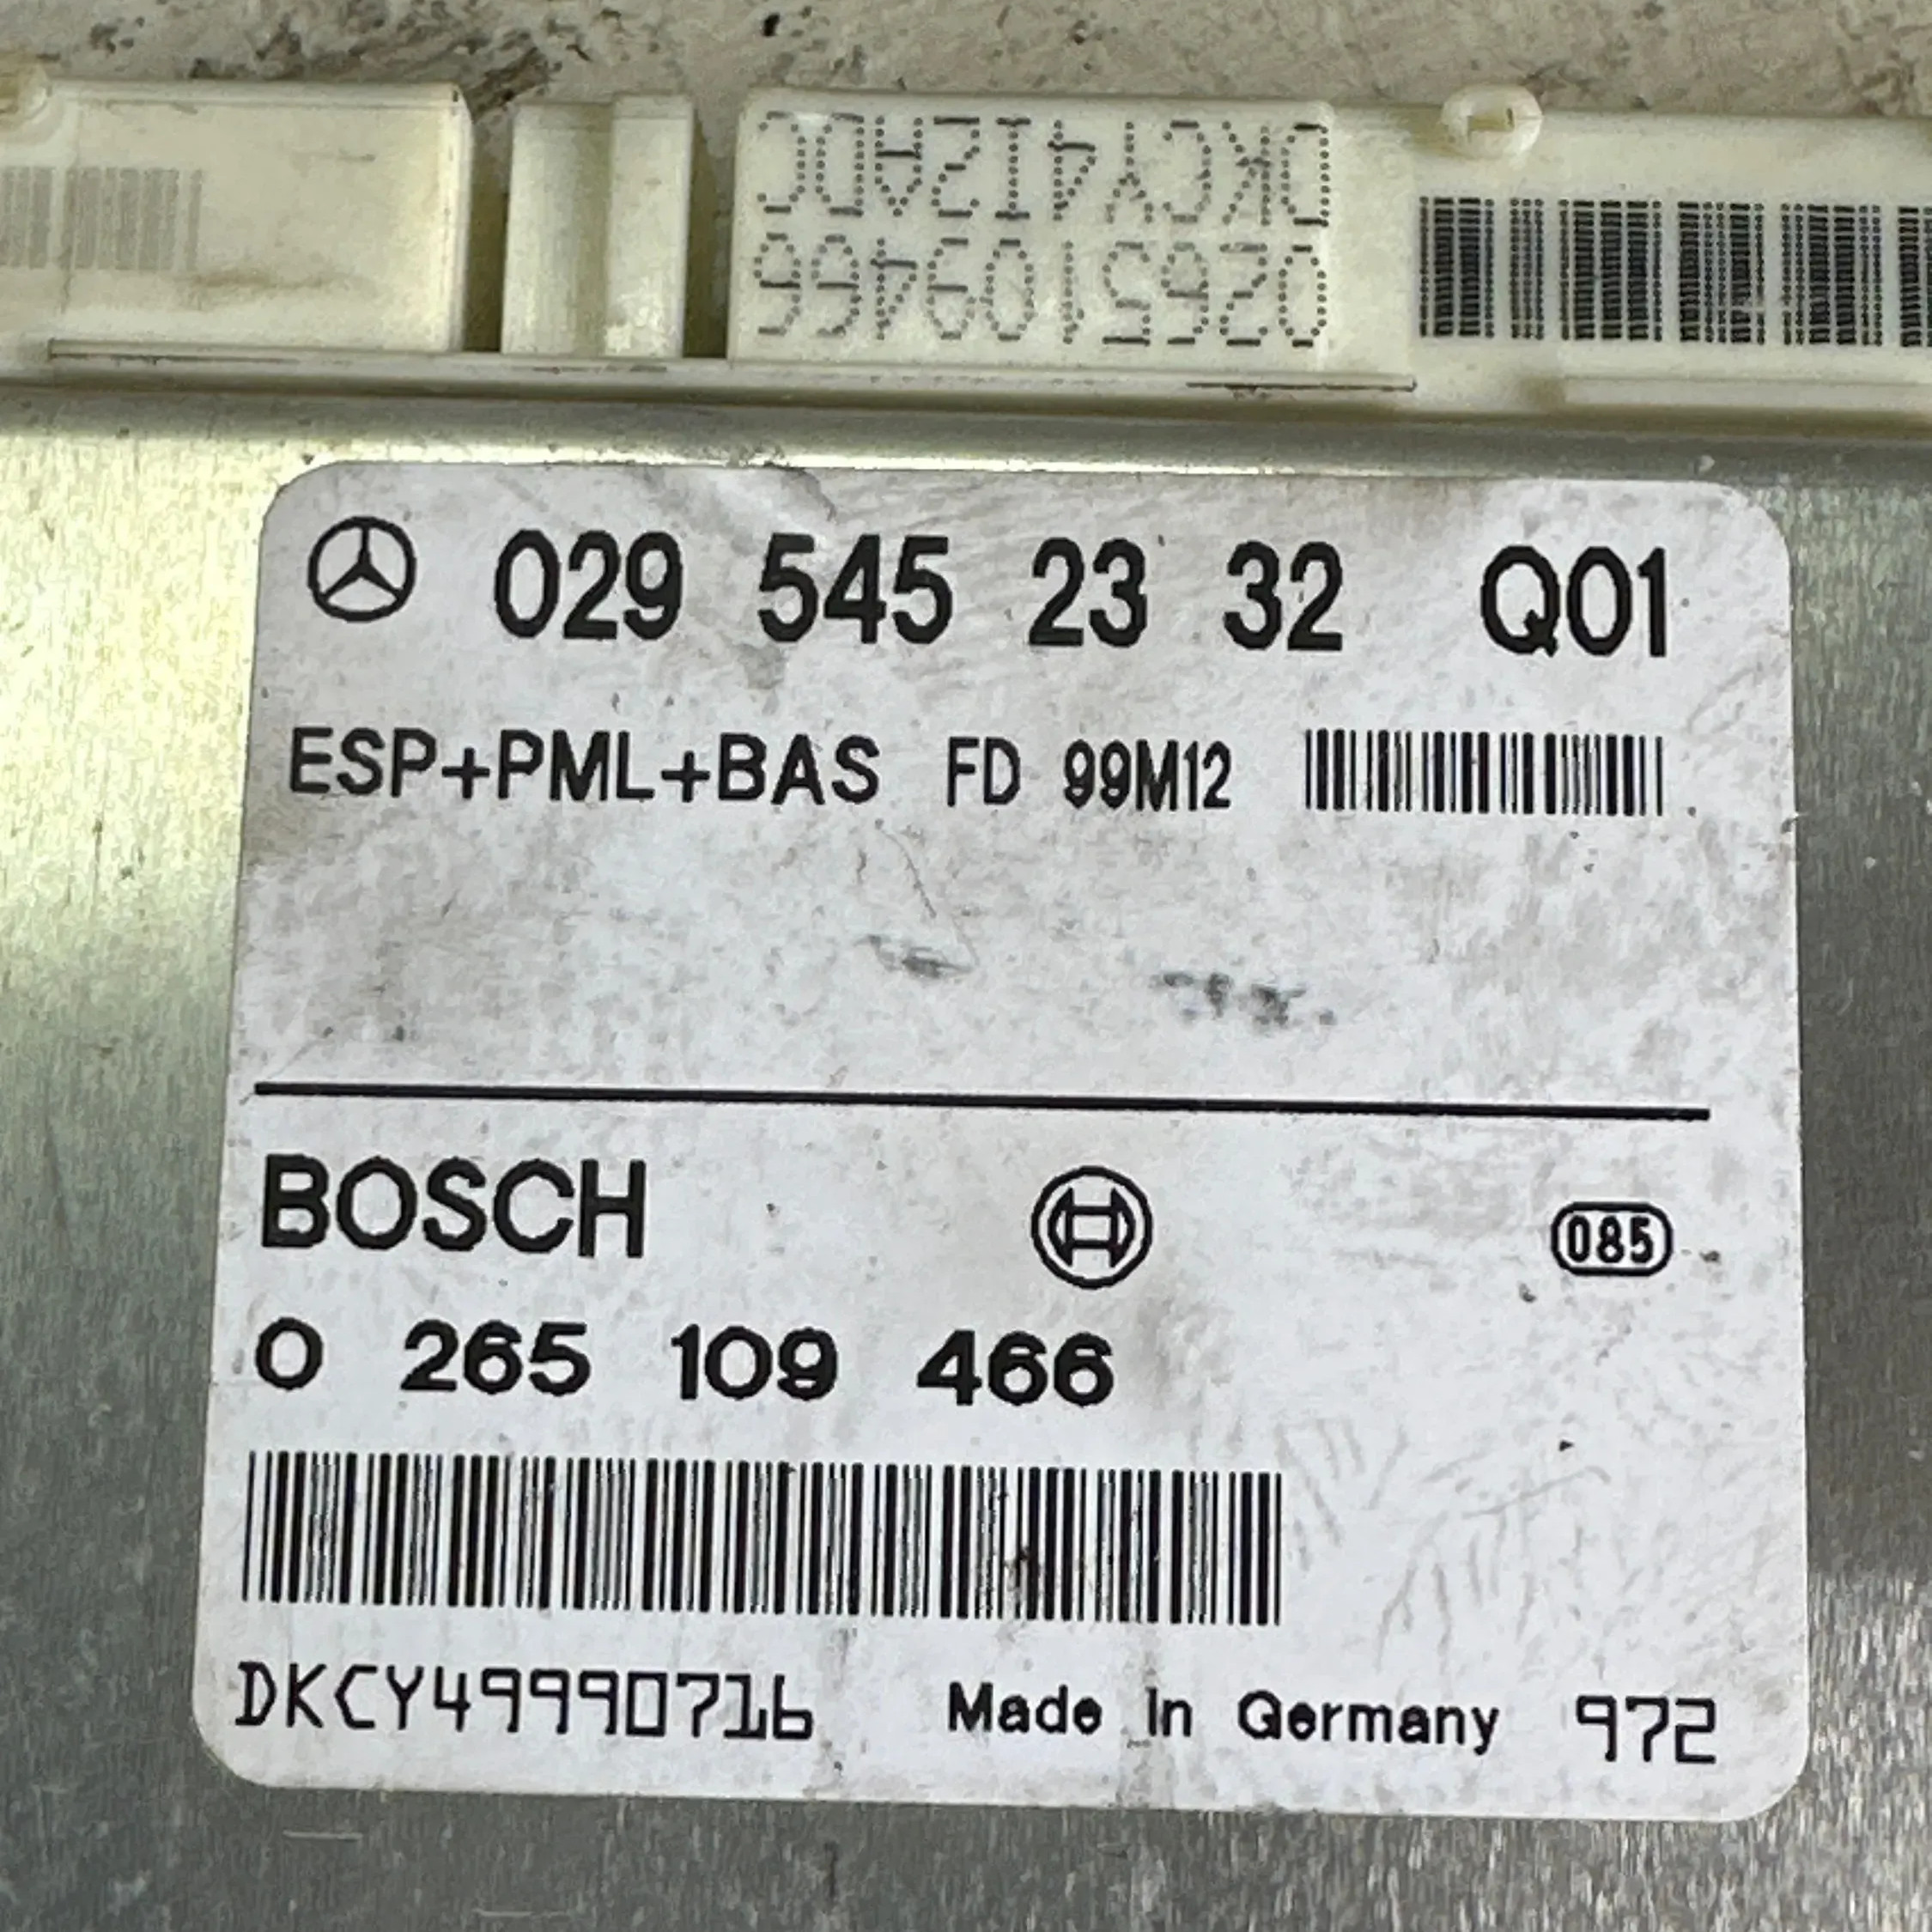 DKCY412ADC
0265109466
029 545 23 32 Q01
ESP+PML+BAS FD 99M12
BOSCH 085
0 265 109 466
DKCY49990716 Made In Germany 972